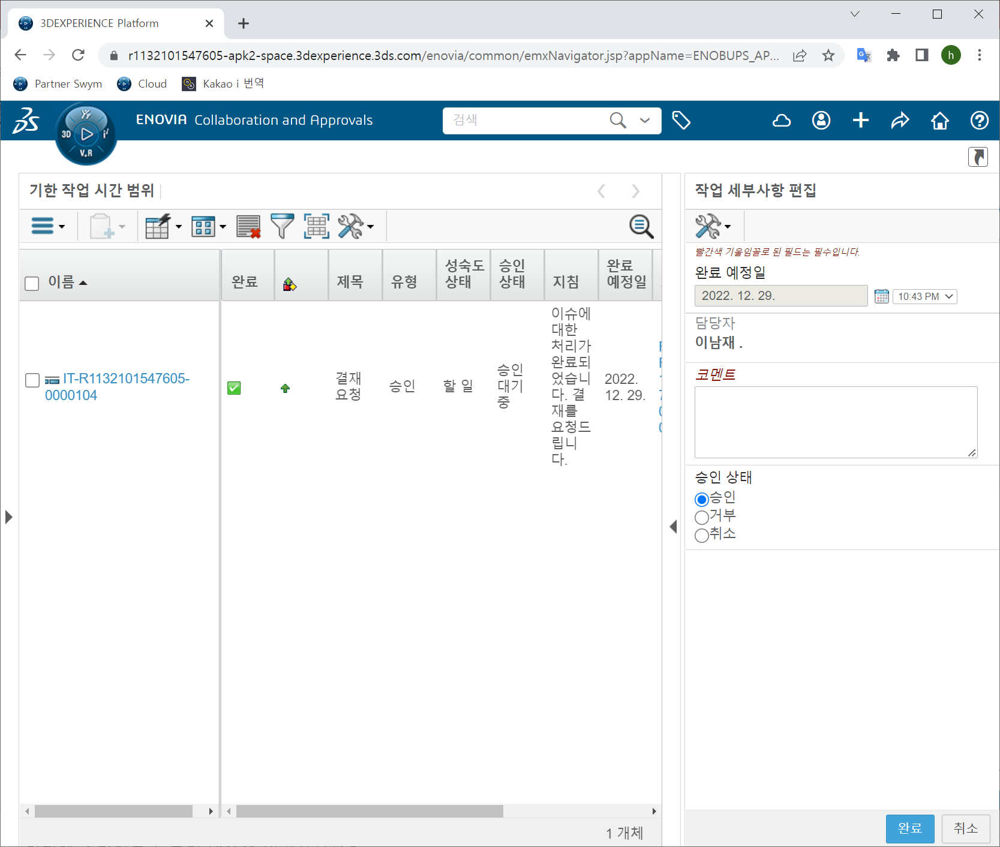 3DEXPERIENCE Platform
r1132101547605-apk2-space.3dexperience.3ds.com/enovia/common/emxNavigator.jsp?appName=ENOBUPS_AP...
h
Partner Swym
Cloud
Kakao i 번역
3D
V.R
ENOVIA Collaboration and Approvals
검색
기한 작업 시간 범위
이름
완료
제목
유형
성숙도
상태
승인
상태
지침
완료
예정일
IT-R1132101547605-
0000104
결재
요청
승인
할 일
승인
대기
중
이슈에
대한
처리가
완료되
었습니
다. 결
재를
요청드
립니
다.
2022.
12. 29.
1 개체
작업 세부사항 편집
빨간색 기울임꼴로 된 필드는 필수입니다.
완료 예정일
2022. 12. 29.
10:43 PM
담당자
이남재 .
코멘트
승인 상태
승인
거부
취소
완료
취소